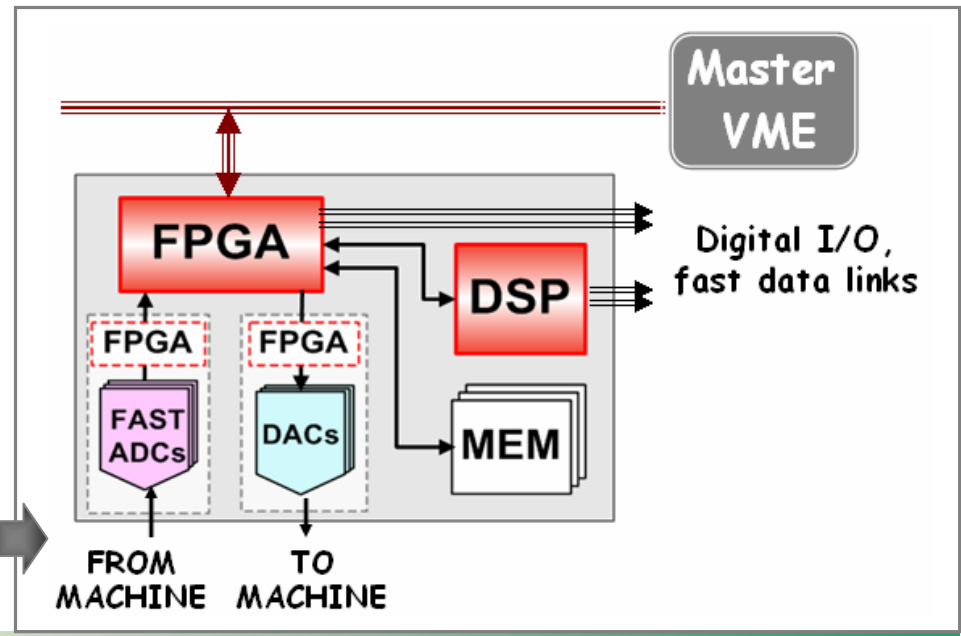 Master
VME
FPGA
Digital I/O,
fast data links
DSP
FPGA
FPGA
FAST
ADCs
DACs
MEM
FROM
MACHINE
TO
MACHINE